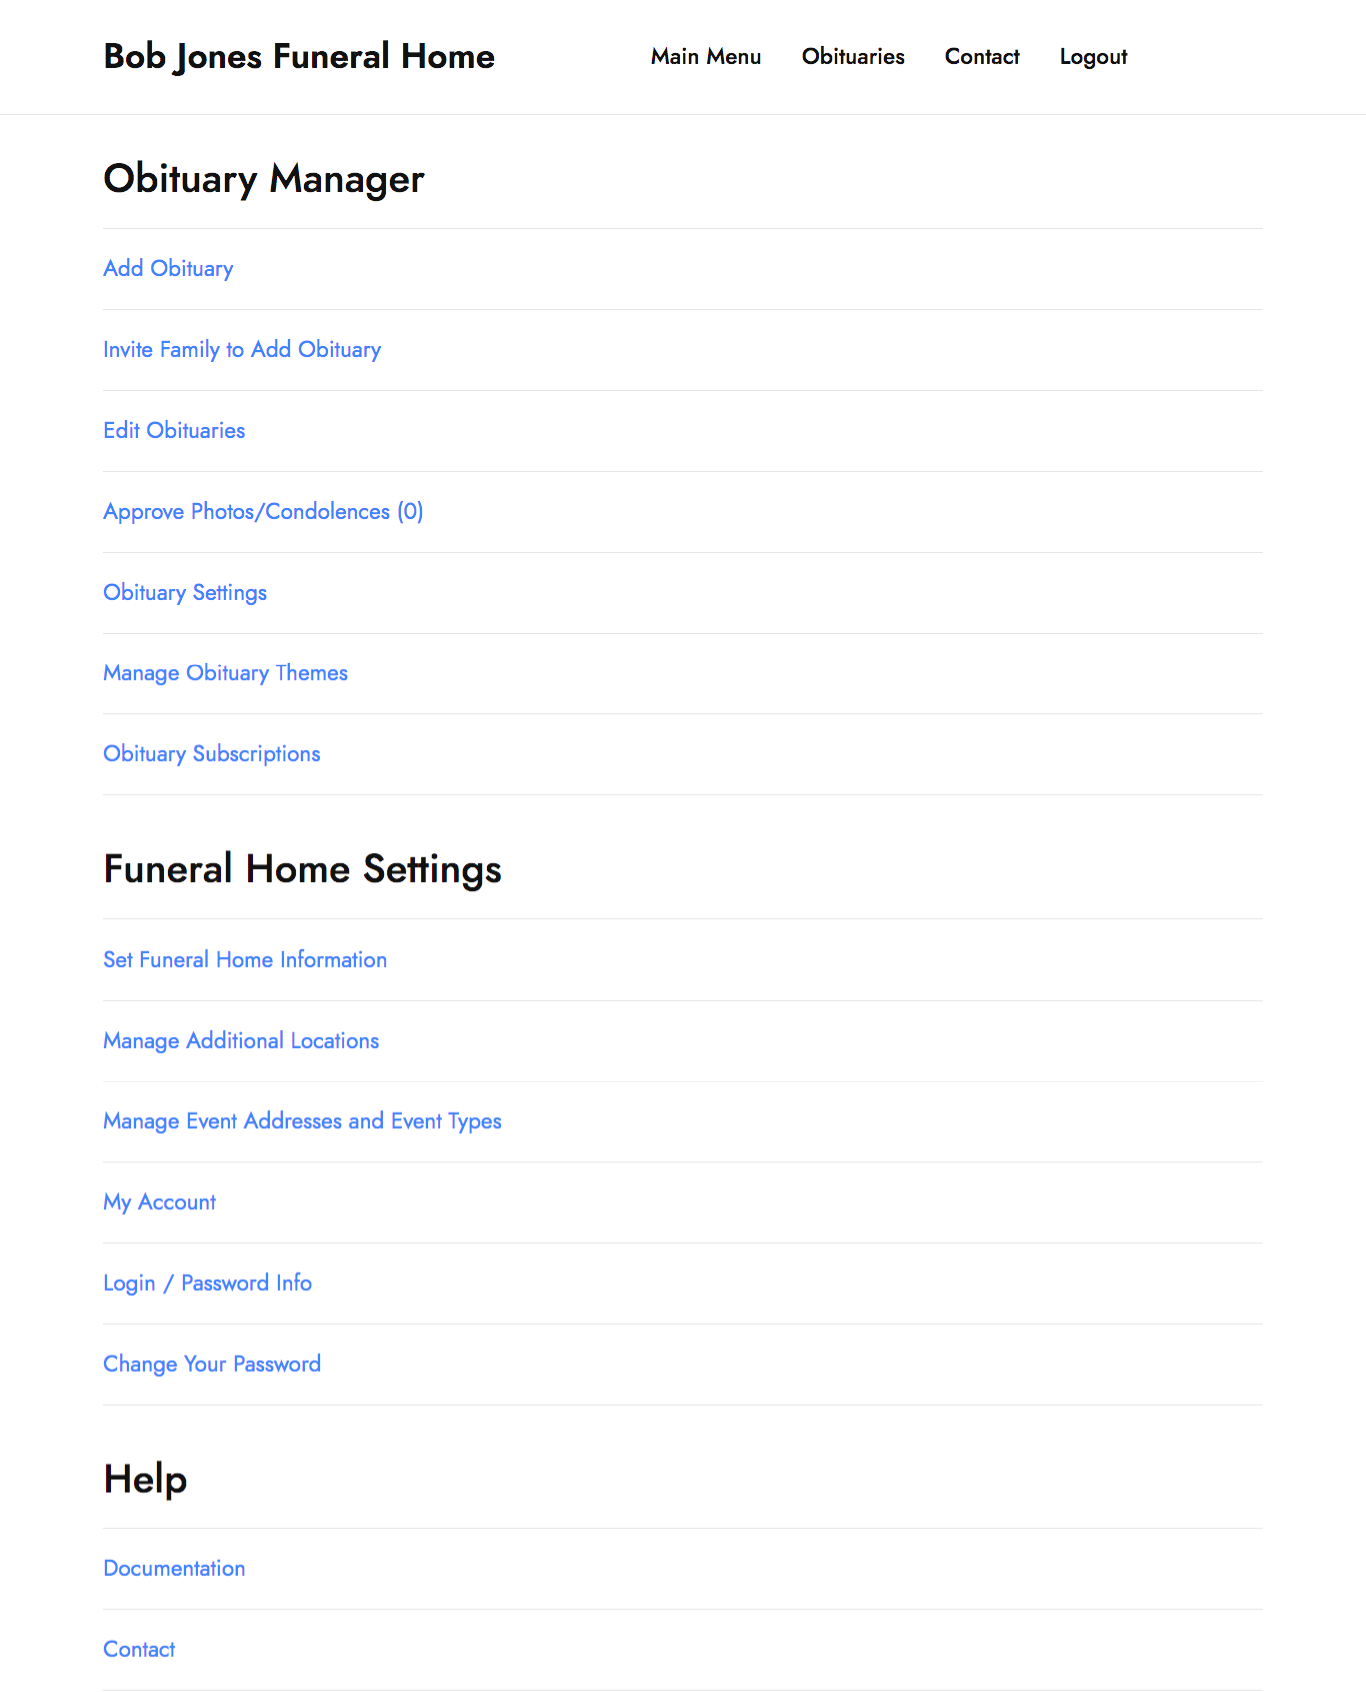 Bob Jones Funeral Home
Main Menu Obituaries Contact Logout
Obituary Manager
Add Obituary
Invite Family to Add Obituary
Edit Obituaries
Approve Photos/Condolences (0)
Obituary Settings
Manage Obituary Themes
Obituary Subscriptions
Funeral Home Settings
Set Funeral Home Information
Manage Additional Locations
Manage Event Addresses and Event Types
My Account
Login / Password Info
Change Your Password
Help
Documentation
Contact